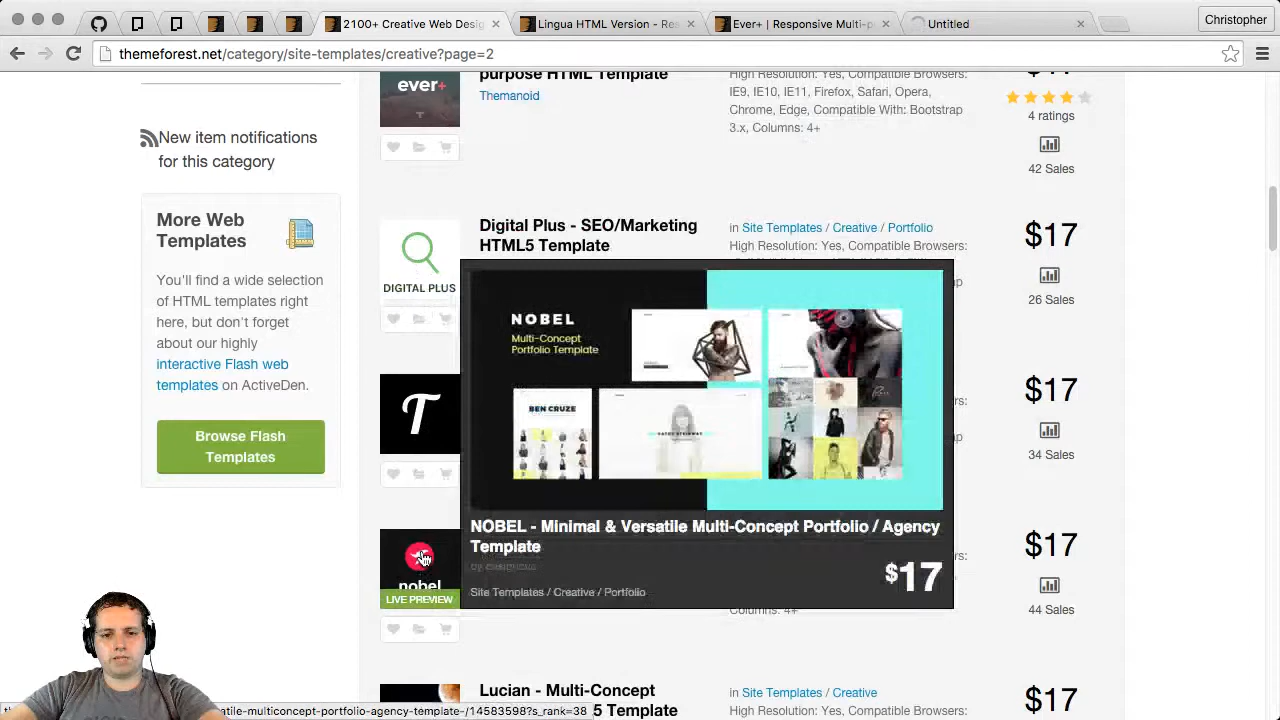 2100+ Creative Web Desig
Lingua HTML Version - Res
Ever+ | Responsive Multi-p
Untitled
Christopher
themeforest.net/category/site-templates/creative?page=2
New item notifications
for this category
More Web
Templates
You'll find a wide selection
of HTML templates right
here, but don't forget
about our highly
interactive Flash web
templates on ActiveDen.
Browse Flash
Templates
ever+
purpose HTML Template
Themanoid
High Resolution: Yes, Compatible Browsers:
IE9, IE10, IE11, Firefox, Safari, Opera,
Chrome, Edge, Compatible With: Bootstrap
3.x, Columns: 4+
4 ratings
42 Sales
DIGITAL PLUS
Digital Plus - SEO/Marketing
HTML5 Template
in Site Templates / Creative / Portfolio
High Resolution: Yes, Compatible Browsers:
$17
26 Sales
T
$17
34 Sales
NOBEL
Multi-Concept
Portfolio Template
BEN CRUZE
NOBEL - Minimal & Versatile Multi-Concept Portfolio / Agency
Template
Site Templates / Creative / Portfolio
$17
nobel
LIVE PREVIEW
Columns: 4+
$17
44 Sales
Lucian - Multi-Concept
5 Template
in Site Templates / Creative
High Resolution: Yes, Compatible Browsers:
$17
atile-multiconcept-portfolio-agency-template-/14583598?s_rank=38